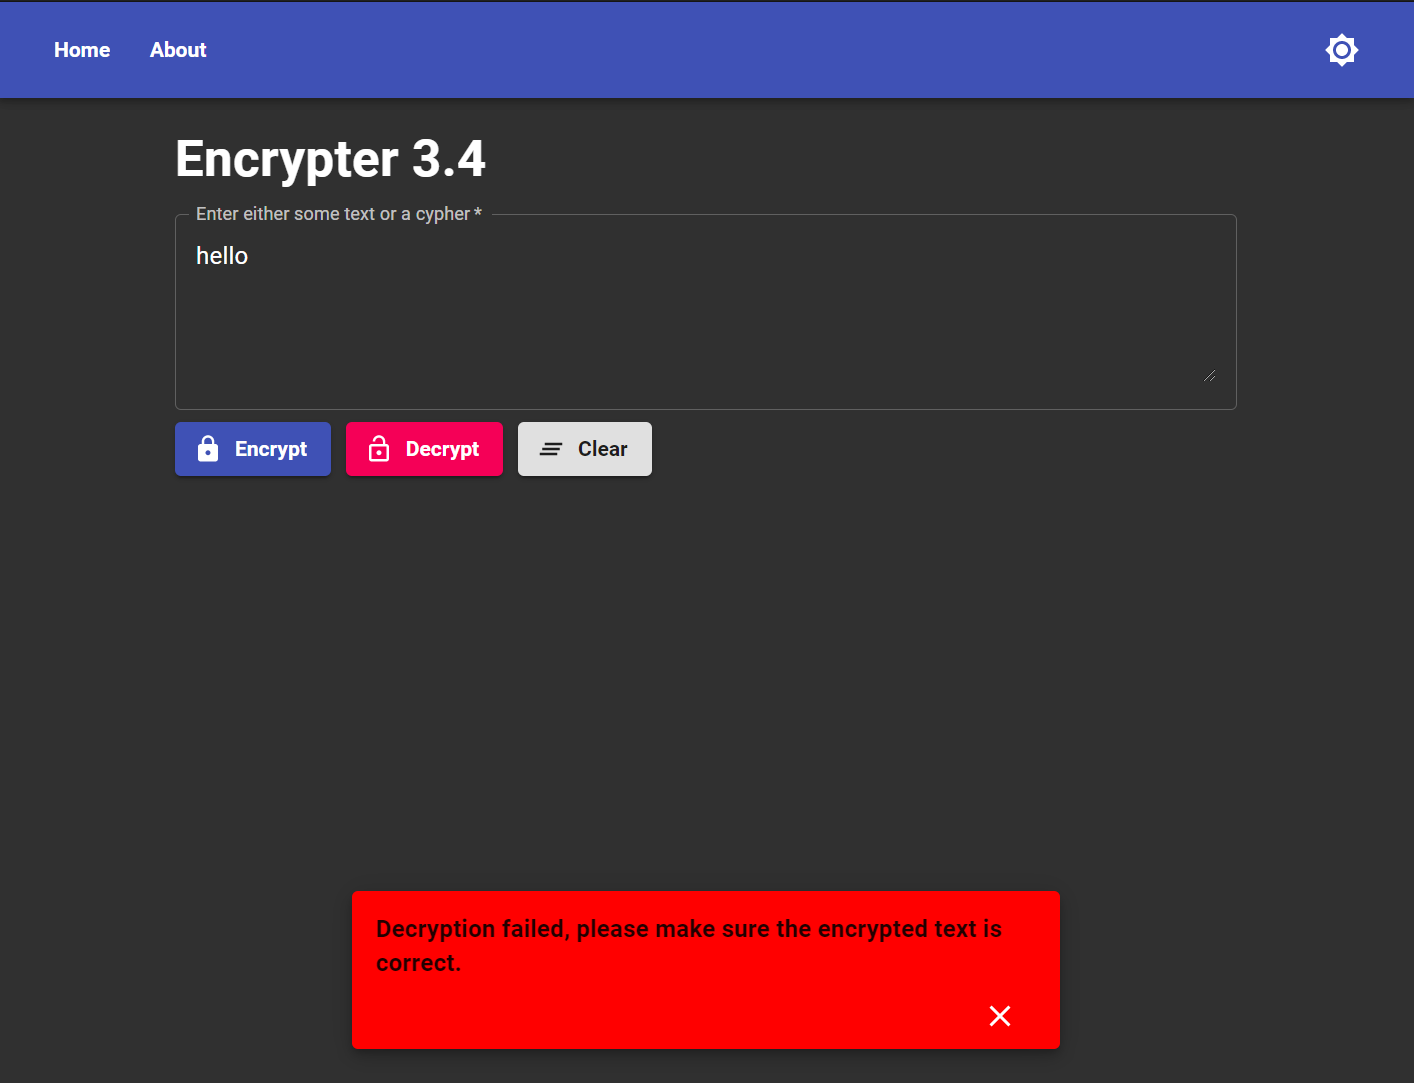 Home About
Encrypter 3.4
Enter either some text or a cypher *
hello
Encrypt Decrypt Clear
Decryption failed, please make sure the encrypted text is
correct.